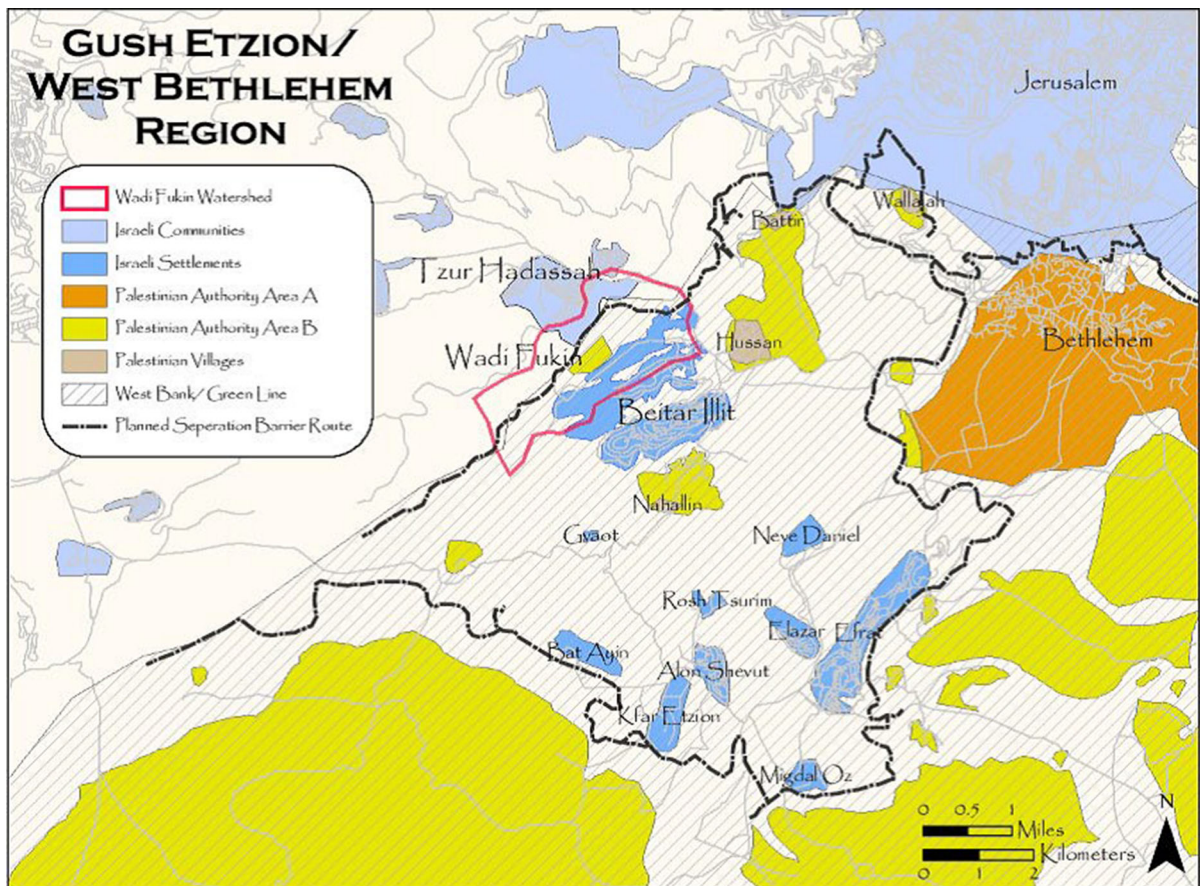 GUSH ETZION/
WEST BETHLEHEM
REGION
Wadi Fukin Watershed
Israeli Communities
Israeli Settlements
Palestinian Authority Area A
Palestinian Authority Area B
Palestinian Villages
West Bank/ Green Line
Planned Seperation Barrier Route
Jerusalem
Wallajah
Battir
Tzur Hadassah
Hussan
Bethlehem
Wadi Fukin
Beitar Illit
Nahallin
Gvaot
Neve Daniel
Rosh Tsurim
Elazar
Efrat
Bat Ayin
Alon Shevut
Kfar Etzion
Migdal Oz
N
0 0.5 1
Miles
Kilometers
0 1 2